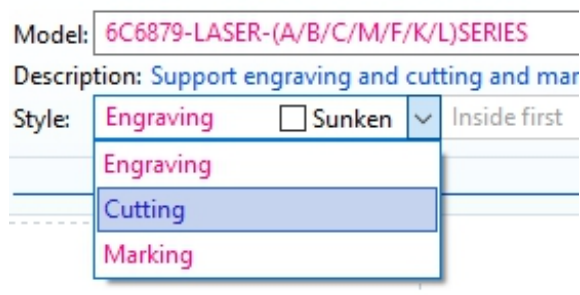 Model: 6C6879-LASER-(A/B/C/M/F/K/L)SERIES
Description: Support engraving and cutting and mar
Style: Engraving Sunken Inside first
Engraving
Cutting
Marking